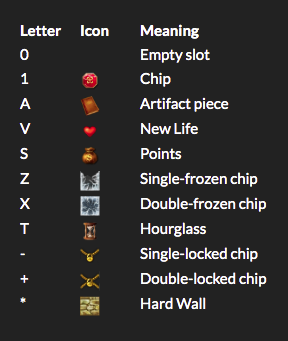 Letter Icon Meaning
0 Empty slot
1 Chip
A Artifact piece
V New Life
S Points
Z Single-frozen chip
X Double-frozen chip
T Hourglass
- Single-locked chip
+ Double-locked chip
* Hard Wall